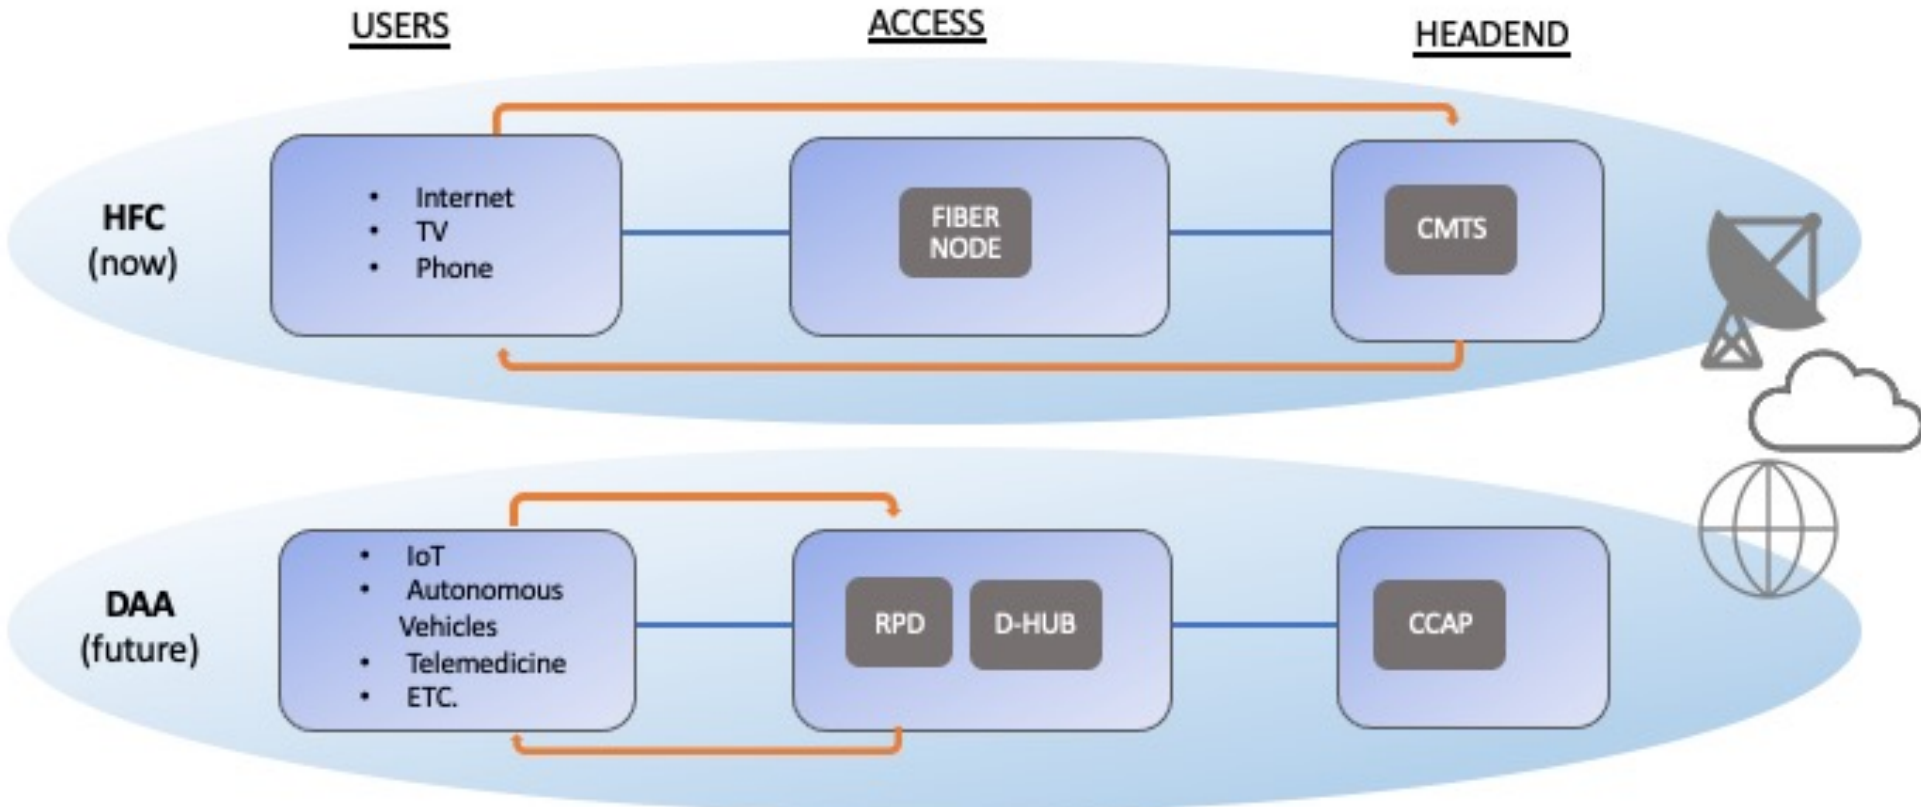 USERS
ACCESS
HEADEND
HFC
(now)
• Internet
• TV
• Phone
FIBER
NODE
CMTS
DAA
(future)
• IoT
• Autonomous
Vehicles
• Telemedicine
• ETC.
RPD
D-HUB
CCAP